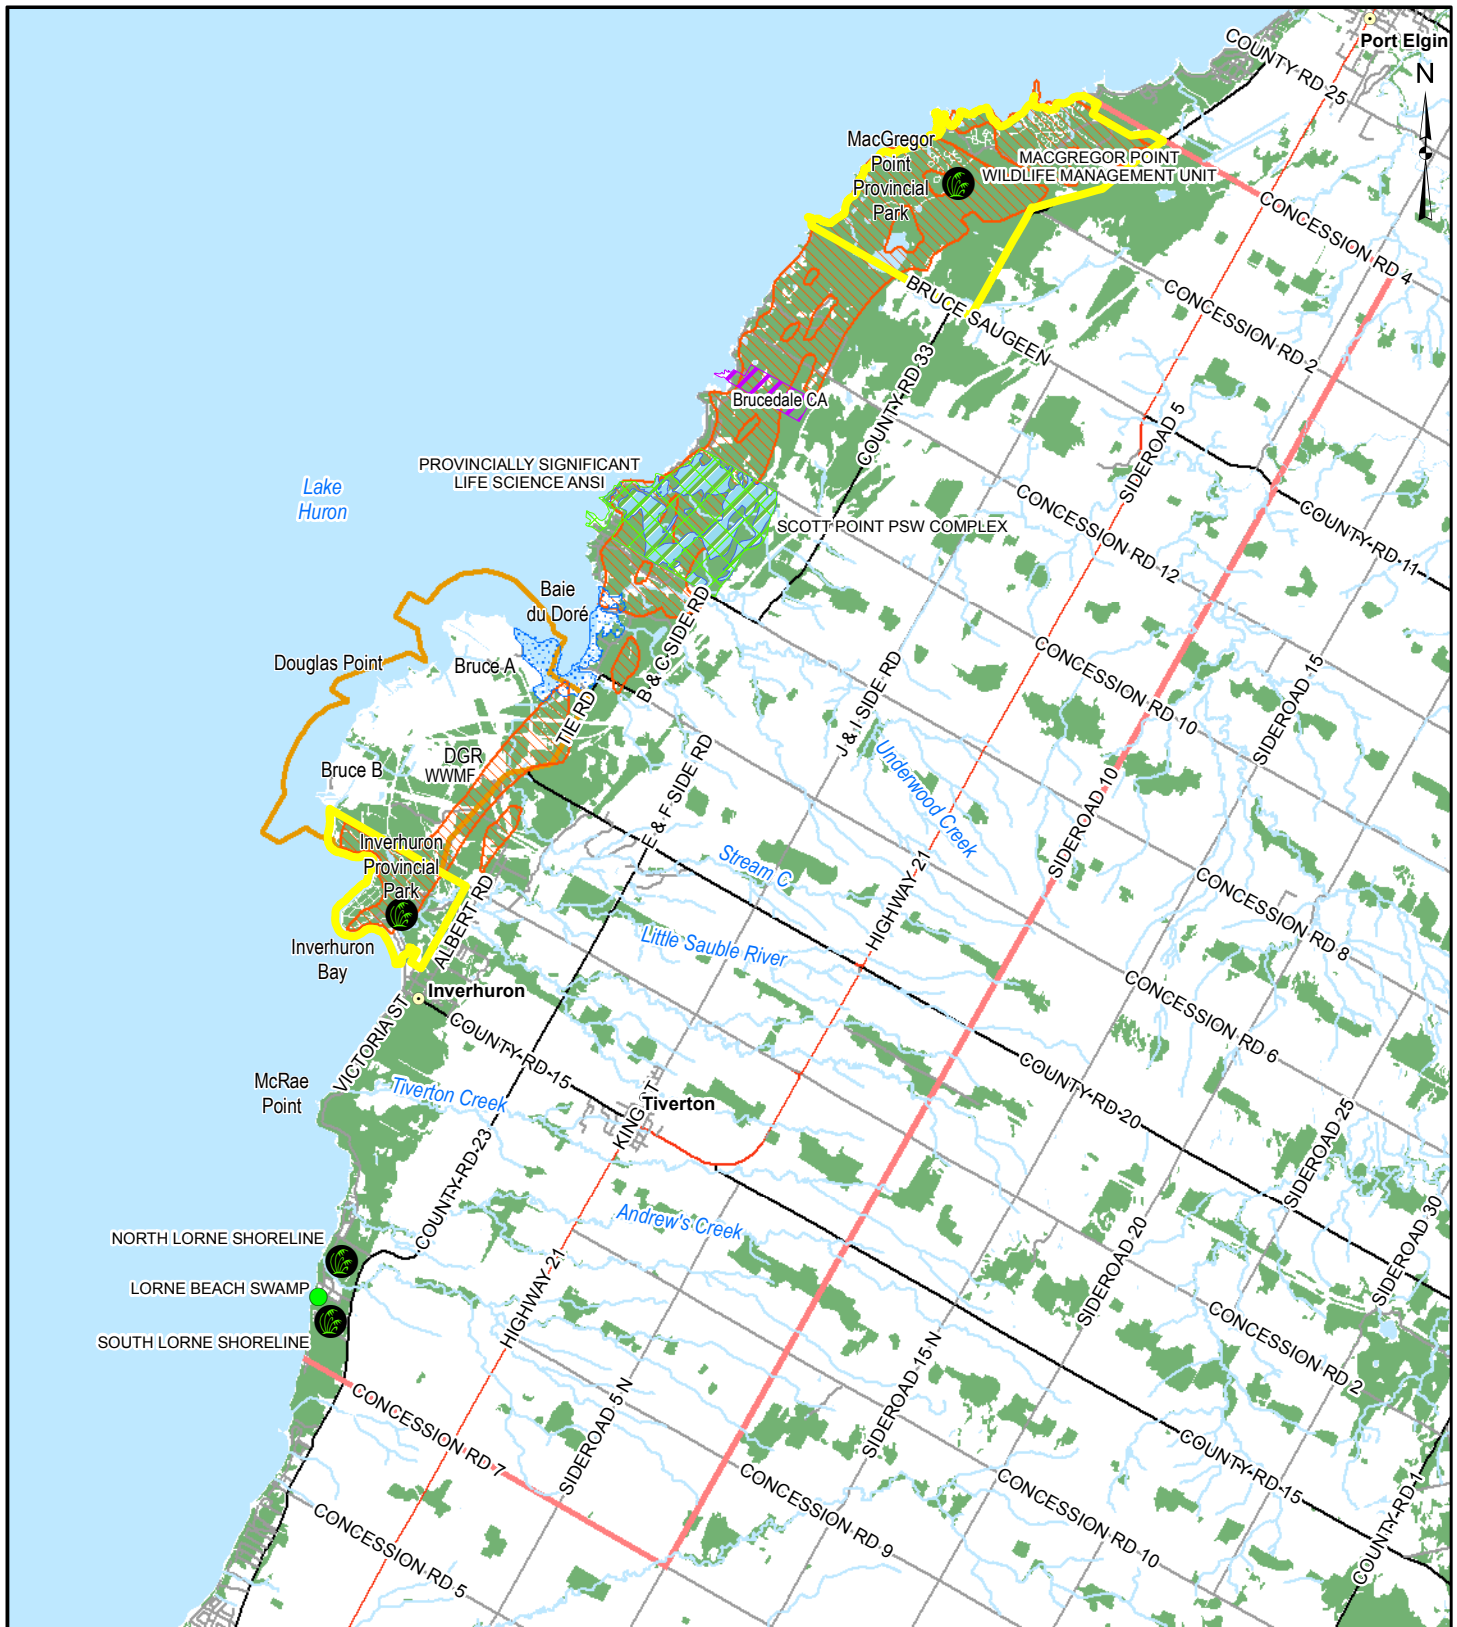 COUNTY RD 25
Port Elgin
N
MacGregor
Point
Provincial
Park
MACGREGOR POINT
WILDLIFE MANAGEMENT UNIT
CONCESSION RD 4
BRUCE SAUGEEN
CONCESSION RD 2
COUNTY RD 33
Brucedale CA
SIDEROAD 5
PROVINCIALLY SIGNIFICANT
LIFE SCIENCE ANSI
Lake
Huron
SCOTT POINT PSW COMPLEX
CONCESSION RD 12
COUNTY RD 11
Baie
du Doré
B & C SIDE RD
Douglas Point
Bruce A
TIE RD
CONCESSION RD 10
SIDEROAD 15
J & I SIDE RD
Underwood Creek
SIDEROAD 10
DGR
WWMF
Bruce B
E & F SIDE RD
Stream C
HIGHWAY 21
Inverhuron
Provincial
Park
CONCESSION RD 8
ALBERT RD
Little Sauble River
Inverhuron
Bay
Inverhuron
CONCESSION RD 6
VICTORIA ST
COUNTY RD 15
McRae
Point
Tiverton Creek
KING ST
Tiverton
COUNTY RD 20
SIDEROAD 25
COUNTY RD 23
Andrew's Creek
NORTH LORNE SHORELINE
SIDEROAD 20
SIDEROAD 30
LORNE BEACH SWAMP
HIGHWAY 21
SOUTH LORNE SHORELINE
CONCESSION RD 2
CONCESSION RD 7
SIDEROAD 5 N
SIDEROAD 15 N
COUNTY RD 15
CONCESSION RD 9
CONCESSION RD 10
COUNTY RD 1
CONCESSION RD 5